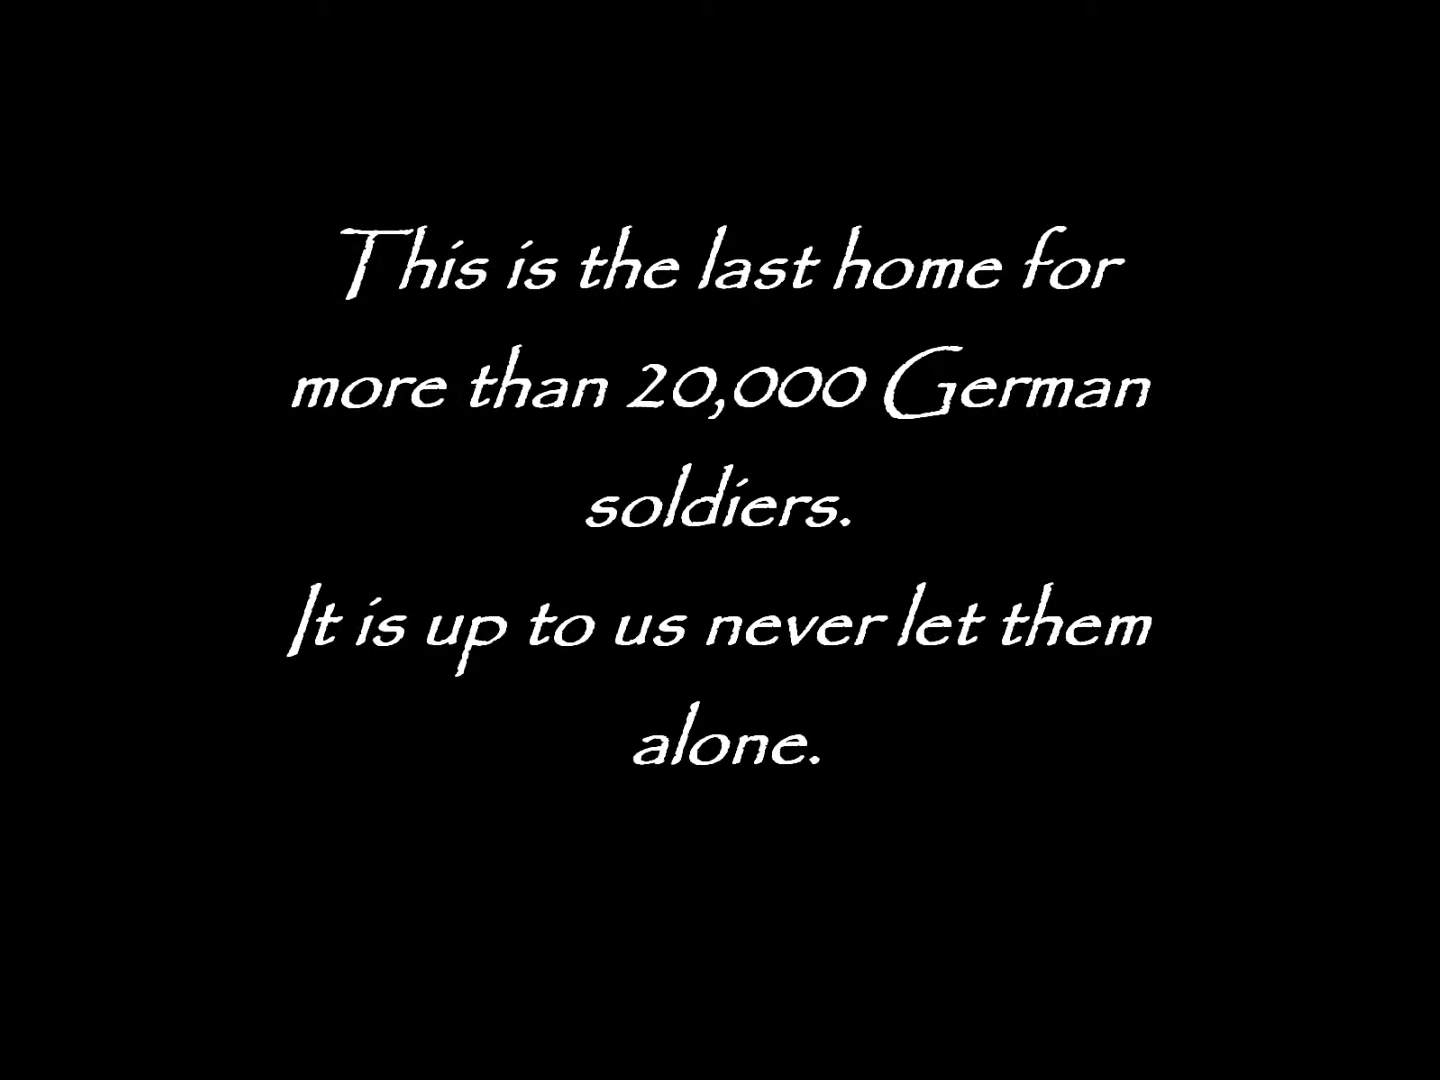 This is the last home for
more than 20,000 German
soldiers.
It is up to us never let them
alone.